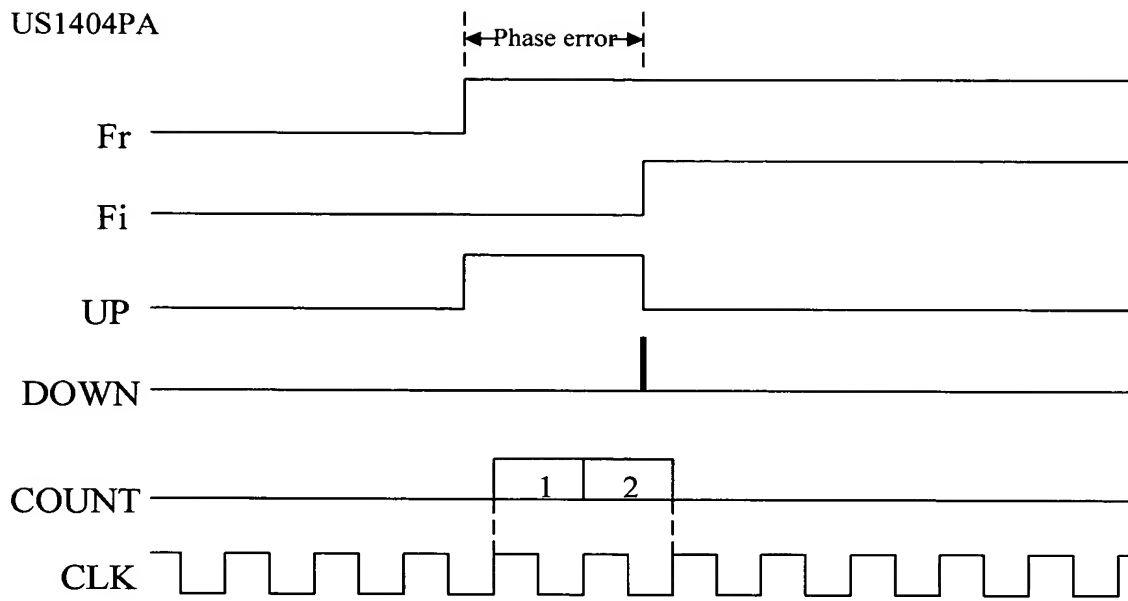 US1404PA
Phase error
Fr
Fi
UP
DOWN
COUNT
1 2
CLK